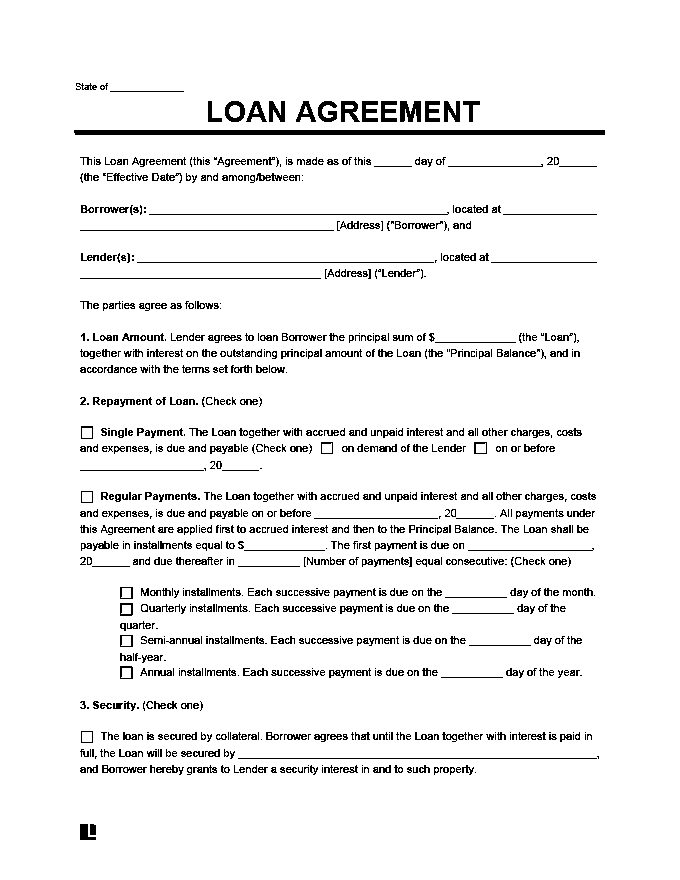 State of ______________
LOAN AGREEMENT
This Loan Agreement (this “Agreement”), is made as of this ______ day of _______________, 20______
(the “Effective Date”) by and among/between:
Borrower(s): ________________________________________________, located at _______________
_________________________________________ [Address] (“Borrower”), and
Lender(s): ________________________________________________, located at _________________
_______________________________________ [Address] (“Lender”).
The parties agree as follows:
1. Loan Amount. Lender agrees to loan Borrower the principal sum of $_____________ (the “Loan”),
together with interest on the outstanding principal amount of the Loan (the “Principal Balance”), and in
accordance with the terms set forth below.
2. Repayment of Loan. (Check one)
☐ Single Payment. The Loan together with accrued and unpaid interest and all other charges, costs
and expenses, is due and payable (Check one) ☐ on demand of the Lender ☐ on or before
____________________, 20______.
☐ Regular Payments. The Loan together with accrued and unpaid interest and all other charges, costs
and expenses, is due and payable on or before ____________________, 20______. All payments under
this Agreement are applied first to accrued interest and then to the Principal Balance. The Loan shall be
payable in installments equal to $_____________. The first payment is due on ____________________,
20______ and due thereafter in __________ [Number of payments] equal consecutive: (Check one)
☐ Monthly installments. Each successive payment is due on the __________ day of the month.
☐ Quarterly installments. Each successive payment is due on the __________ day of the
quarter.
☐ Semi-annual installments. Each successive payment is due on the __________ day of the
half-year.
☐ Annual installments. Each successive payment is due on the __________ day of the year.
3. Security. (Check one)
☐ The loan is secured by collateral. Borrower agrees that until the Loan together with interest is paid in
full, the Loan will be secured by __________________________________________________________,
and Borrower hereby grants to Lender a security interest in and to such property.